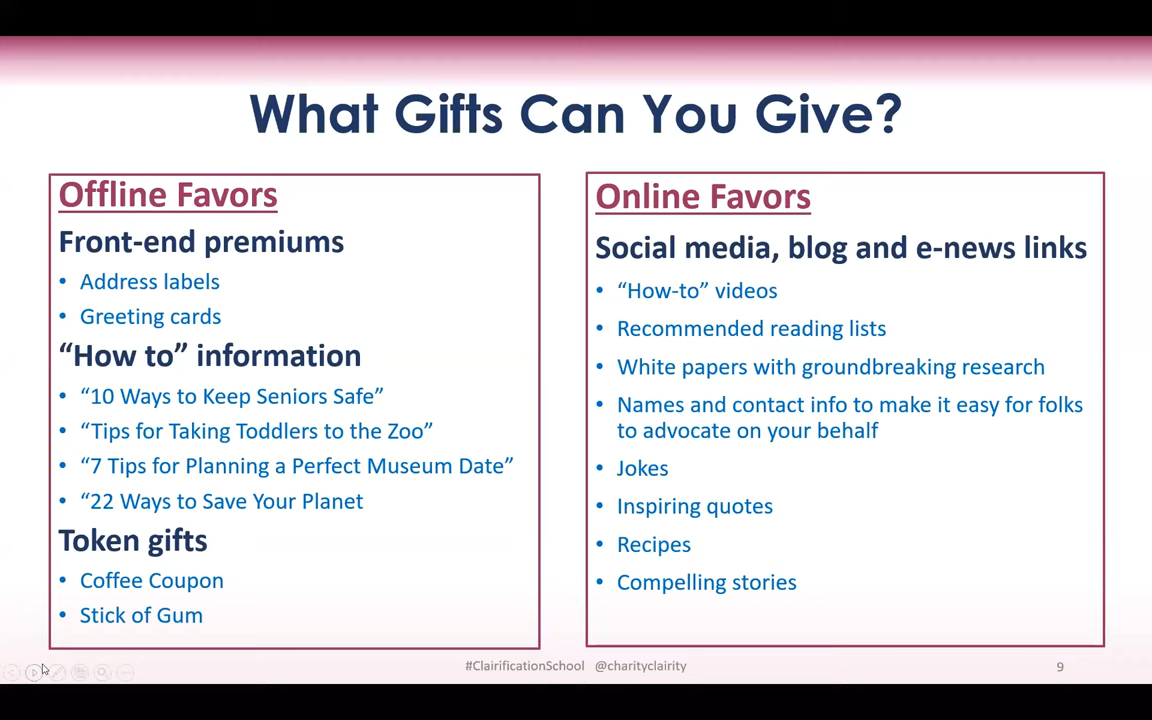 What Gifts Can You Give?
Offline Favors
Front-end premiums
• Address labels
• Greeting cards
“How to” information
• “10 Ways to Keep Seniors Safe”
• “Tips for Taking Toddlers to the Zoo”
• “7 Tips for Planning a Perfect Museum Date”
• “22 Ways to Save Your Planet
Token gifts
• Coffee Coupon
• Stick of Gum
Online Favors
Social media, blog and e-news links
• “How-to” videos
• Recommended reading lists
• White papers with groundbreaking research
• Names and contact info to make it easy for folks
to advocate on your behalf
• Jokes
• Inspiring quotes
• Recipes
• Compelling stories
#ClairificationSchool @charityclairity
9